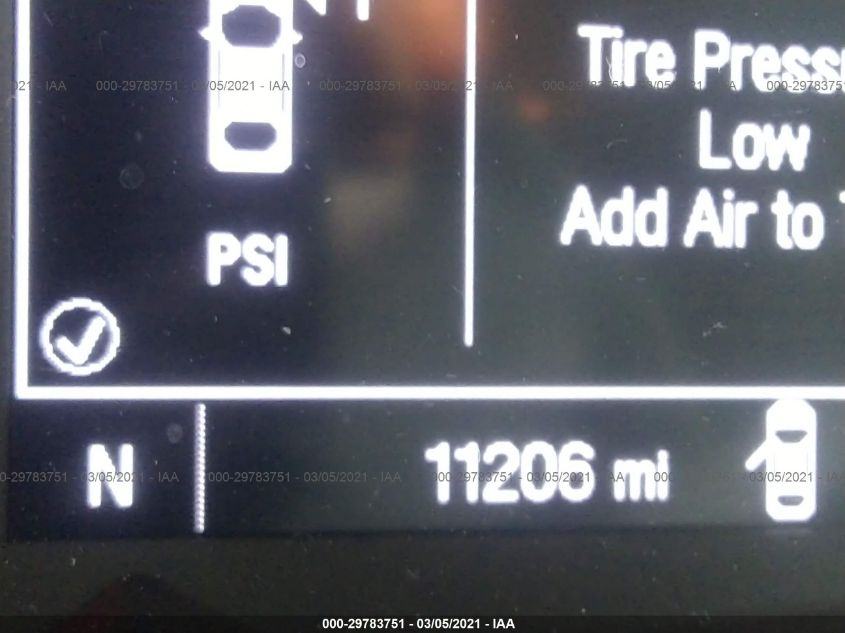 Tire Press
Low
Add Air to
PSI
N
11206 mi
000-29783751 - 03/05/2021 - IAA